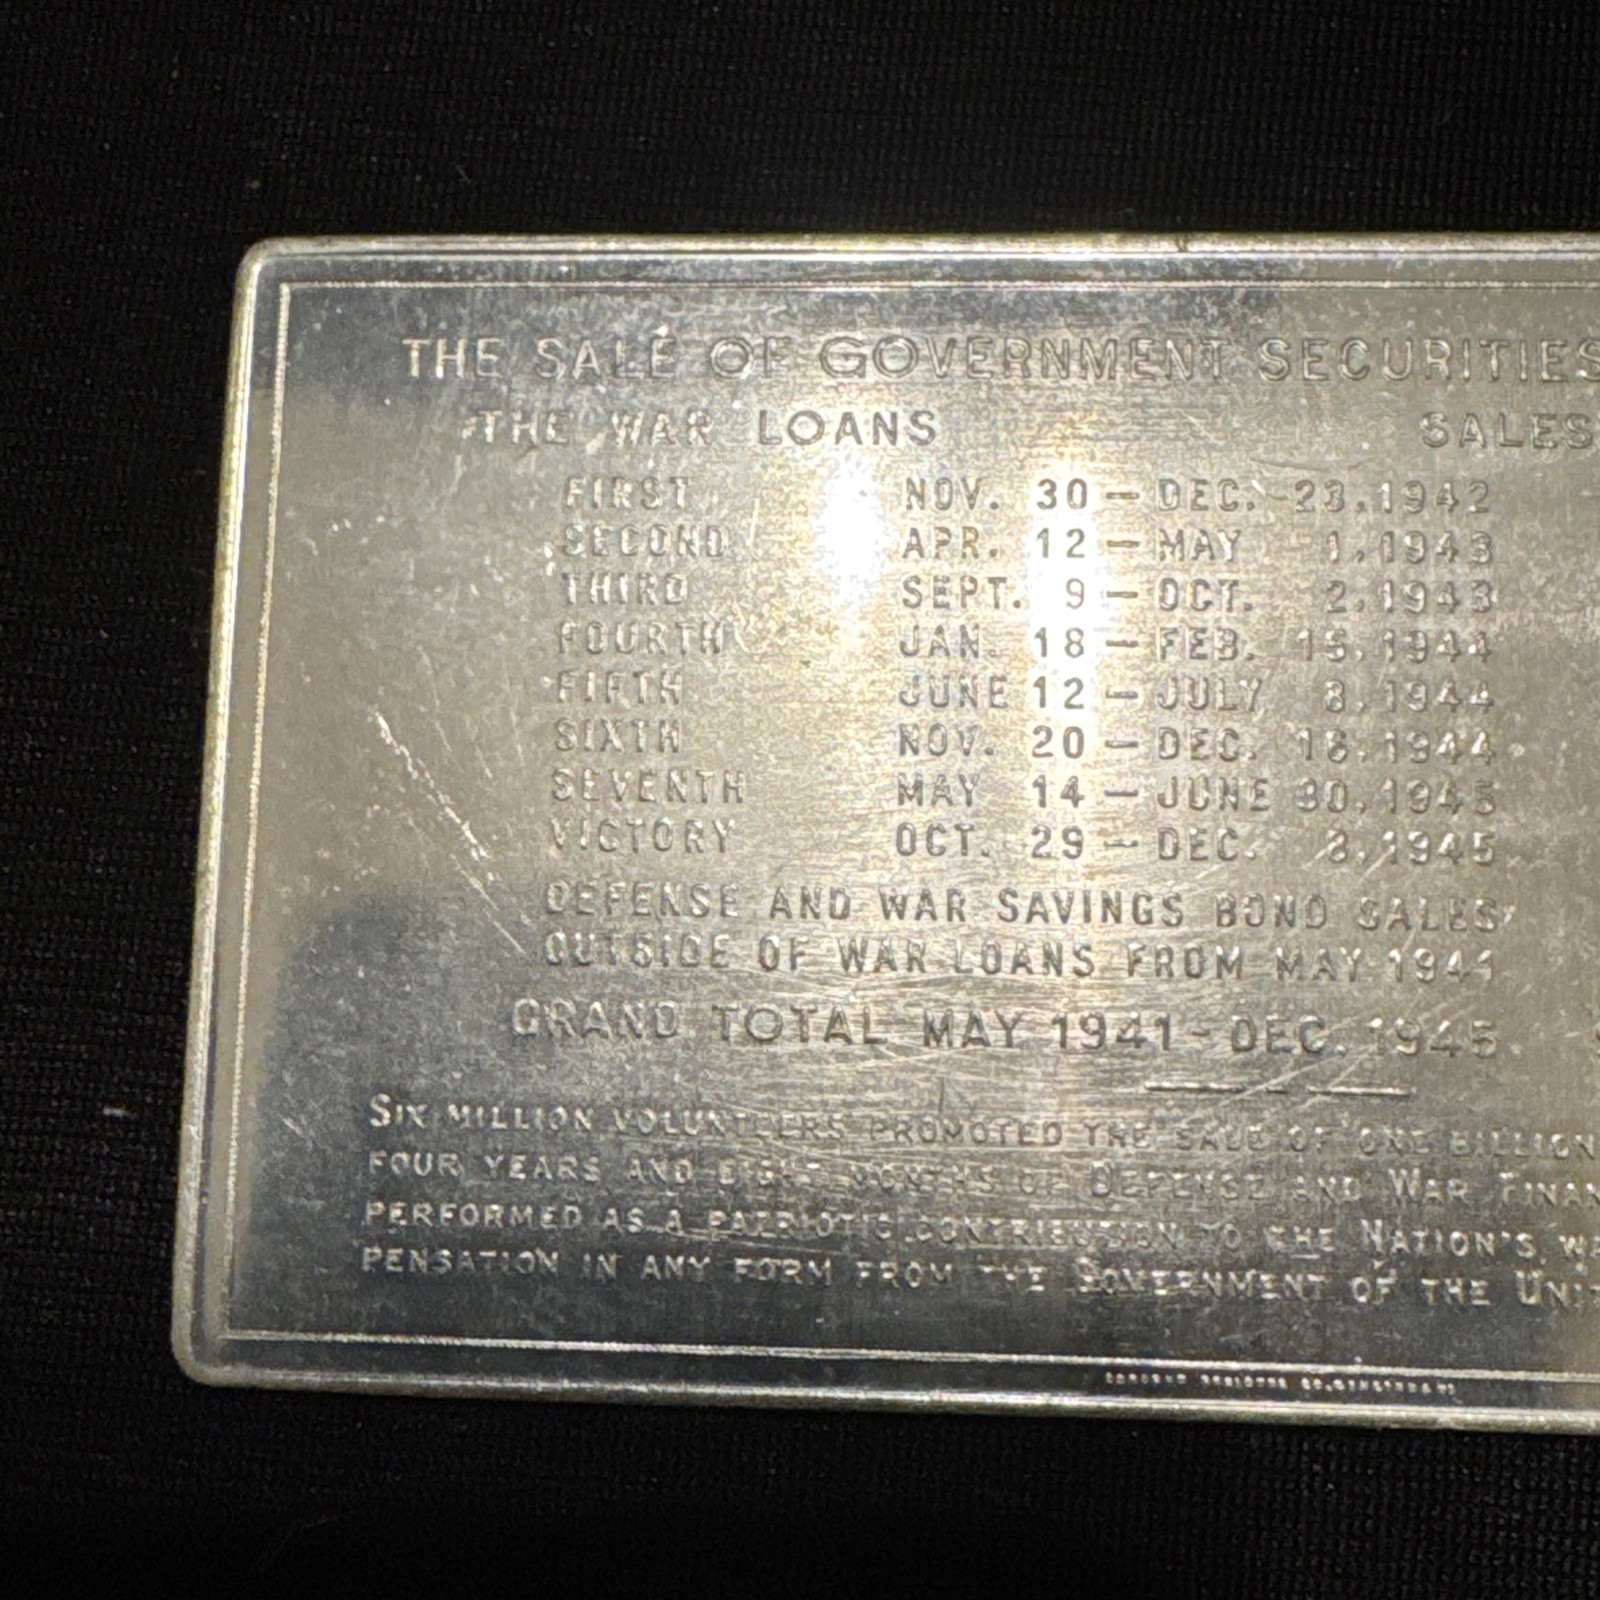 THE SALE OF GOVERNMENT SECURITIES
THE WAR LOANS SALES
FIRST NOV. 30 — DEC. 23, 1942
SECOND APR. 12 — MAY 1, 1943
THIRD SEPT. 9 — OCT. 2, 1943
FOURTH JAN. 18 — FEB. 15, 1944
FIFTH JUNE 12 — JULY 8, 1944
SIXTH NOV. 20 — DEC. 16, 1944
SEVENTH MAY 14 — JUNE 30, 1945
VICTORY OCT. 29 — DEC. 8, 1945
DEFENSE AND WAR SAVINGS BOND SALES
OUTSIDE OF WAR LOANS FROM MAY 1941
GRAND TOTAL MAY 1941 - DEC. 1945
SIX MILLION VOLUNTEERS PROMOTED THE SALE OF ONE BILLION
FOUR YEARS AND EIGHT MONTHS OF DEFENSE AND WAR FINAN
PERFORMED AS A PATRIOTIC CONTRIBUTION TO THE NATION'S WA
PENSATION IN ANY FORM FROM THE GOVERNMENT OF THE UNIT